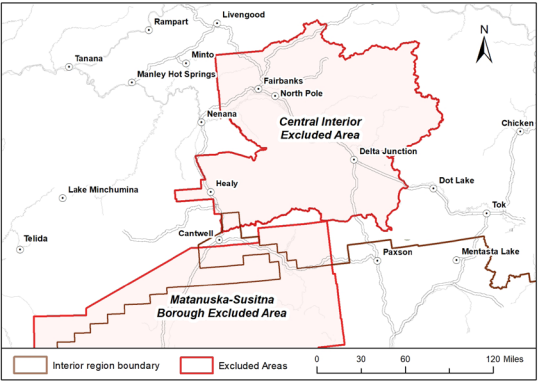 Livengood
Rampart
N
Minto
Tanana
Manley Hot Springs
Fairbanks
North Pole
Nenana
Central Interior
Excluded Area
Chicken
Delta Junction
Healy
Dot Lake
Lake Minchumina
Tok
Cantwell
Telida
Paxson
Mentasta Lake
Matanuska-Susitna
Borough Excluded Area
Interior region boundary
Excluded Areas
0 30 60 120 Miles